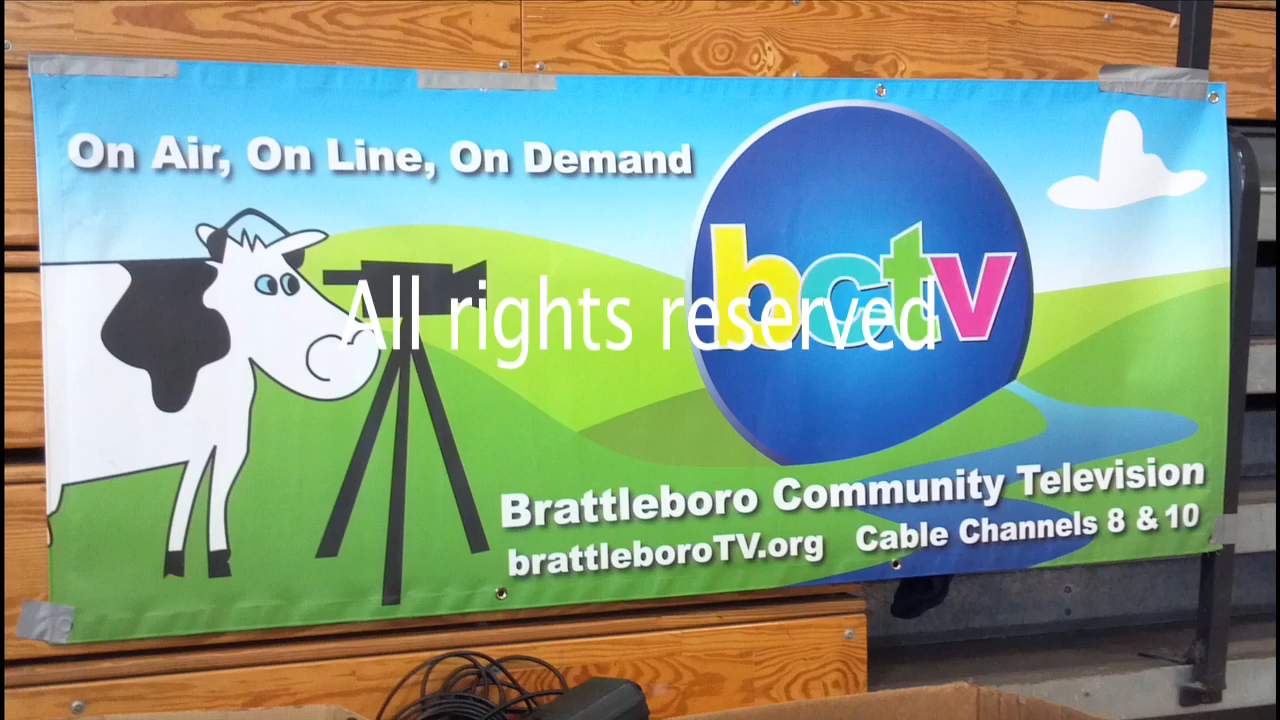 On Air, On Line, On Demand
bctv
All rights reserved
Brattleboro Community Television
brattleboroTV.org Cable Channels 8 & 10